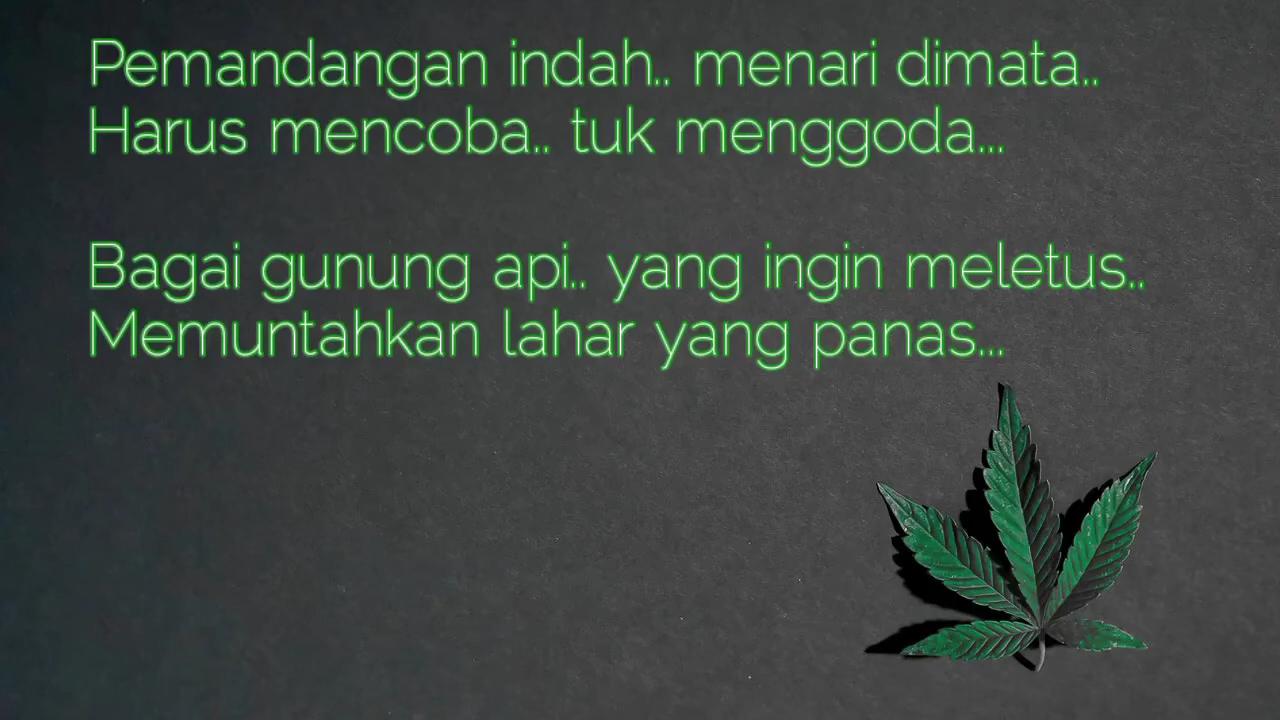 Pemandangan indah.. menari dimata..
Harus mencoba.. tuk menggoda...
Bagai gunung api.. yang ingin meletus..
Memuntahkan lahar yang panas...